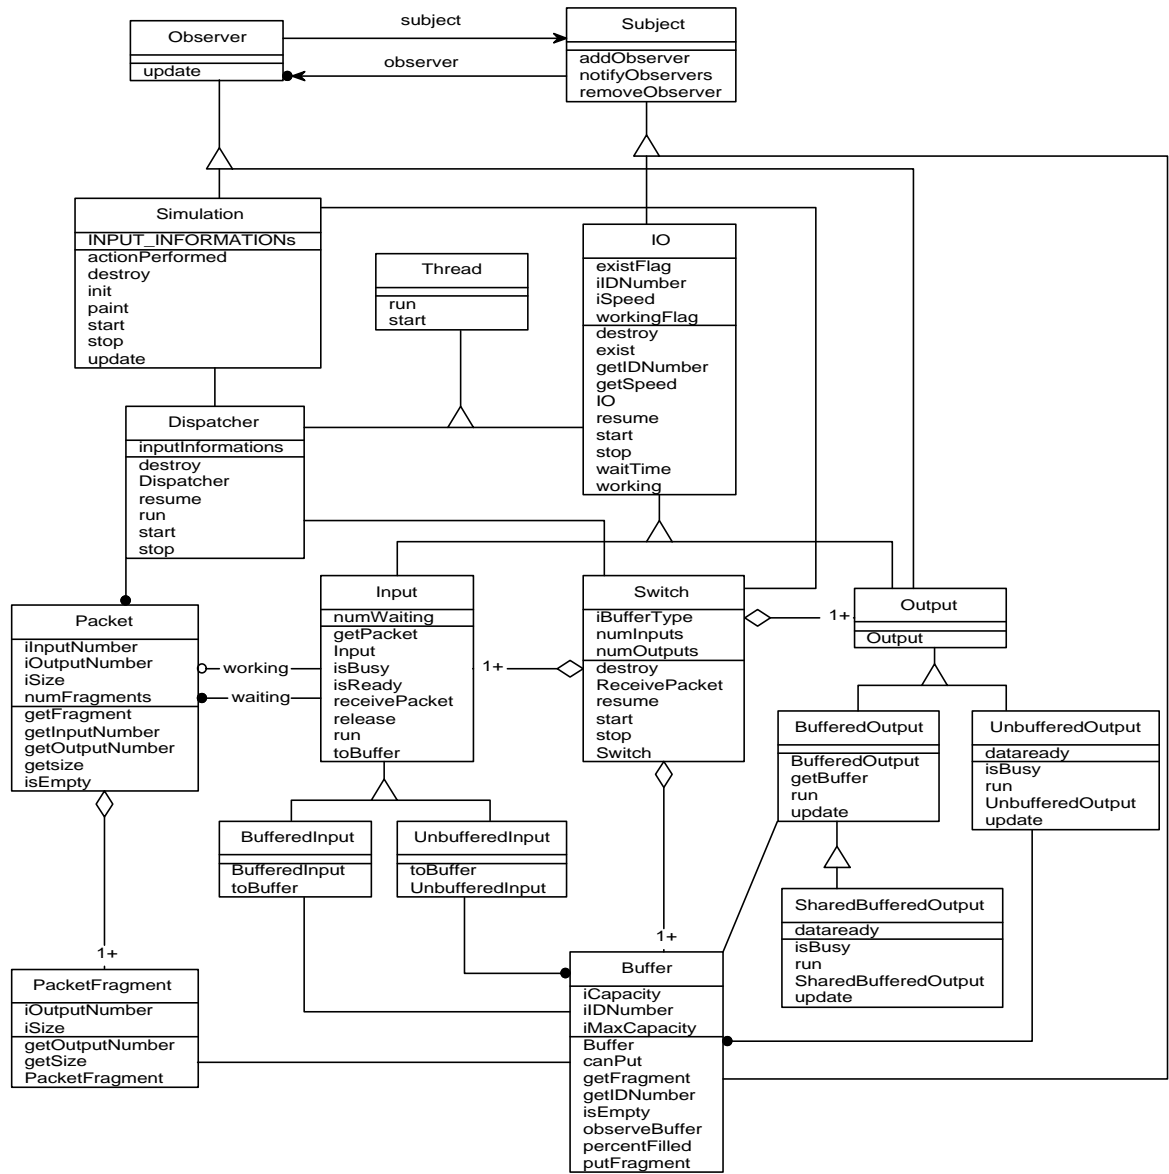 Observer
update
subject
observer
Subject
addObserver
notifyObservers
removeObserver
Simulation
INPUT_INFORMATIONs
actionPerformed
destroy
init
paint
start
stop
update
Thread
run
start
IO
existFlag
iIDNumber
iSpeed
workingFlag
destroy
exist
getIDNumber
getSpeed
IO
resume
start
stop
waitTime
working
Dispatcher
inputInformations
destroy
Dispatcher
resume
run
start
stop
Packet
iInputNumber
iOutputNumber
iSize
numFragments
getFragment
getInputNumber
getOutputNumber
getsize
isEmpty
working
waiting
Input
numWaiting
getPacket
Input
isBusy
isReady
receivePacket
release
run
toBuffer
1+
Switch
iBufferType
numInputs
numOutputs
destroy
ReceivePacket
resume
start
stop
Switch
1+
Output
Output
BufferedOutput
BufferedOutput
getBuffer
run
update
UnbufferedOutput
dataready
isBusy
run
UnbufferedOutput
update
BufferedInput
BufferedInput
toBuffer
UnbufferedInput
toBuffer
UnbufferedInput
SharedBufferedOutput
dataready
isBusy
run
SharedBufferedOutput
update
1+
PacketFragment
iOutputNumber
iSize
getOutputNumber
getSize
PacketFragment
1+
Buffer
iCapacity
iIDNumber
iMaxCapacity
Buffer
canPut
getFragment
getIDNumber
isEmpty
observeBuffer
percentFilled
putFragment